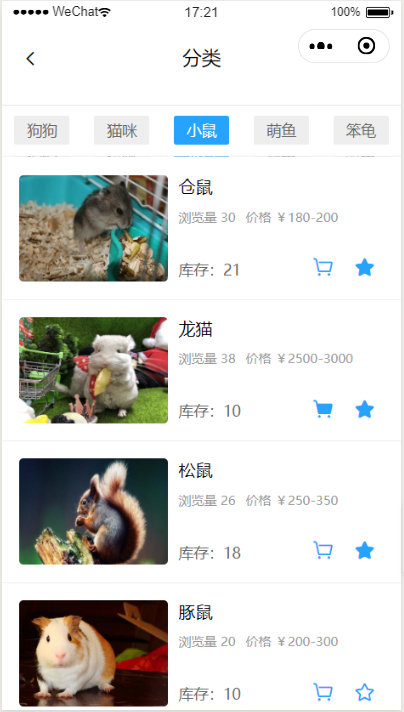 WeChat 17:21 100%
分类
狗狗 猫咪 小鼠 萌鱼 笨龟
仓鼠
浏览量 30 价格 ￥180-200
库存：21
龙猫
浏览量 38 价格 ￥2500-3000
库存：10
松鼠
浏览量 26 价格 ￥250-350
库存：18
豚鼠
浏览量 20 价格 ￥200-300
库存：10